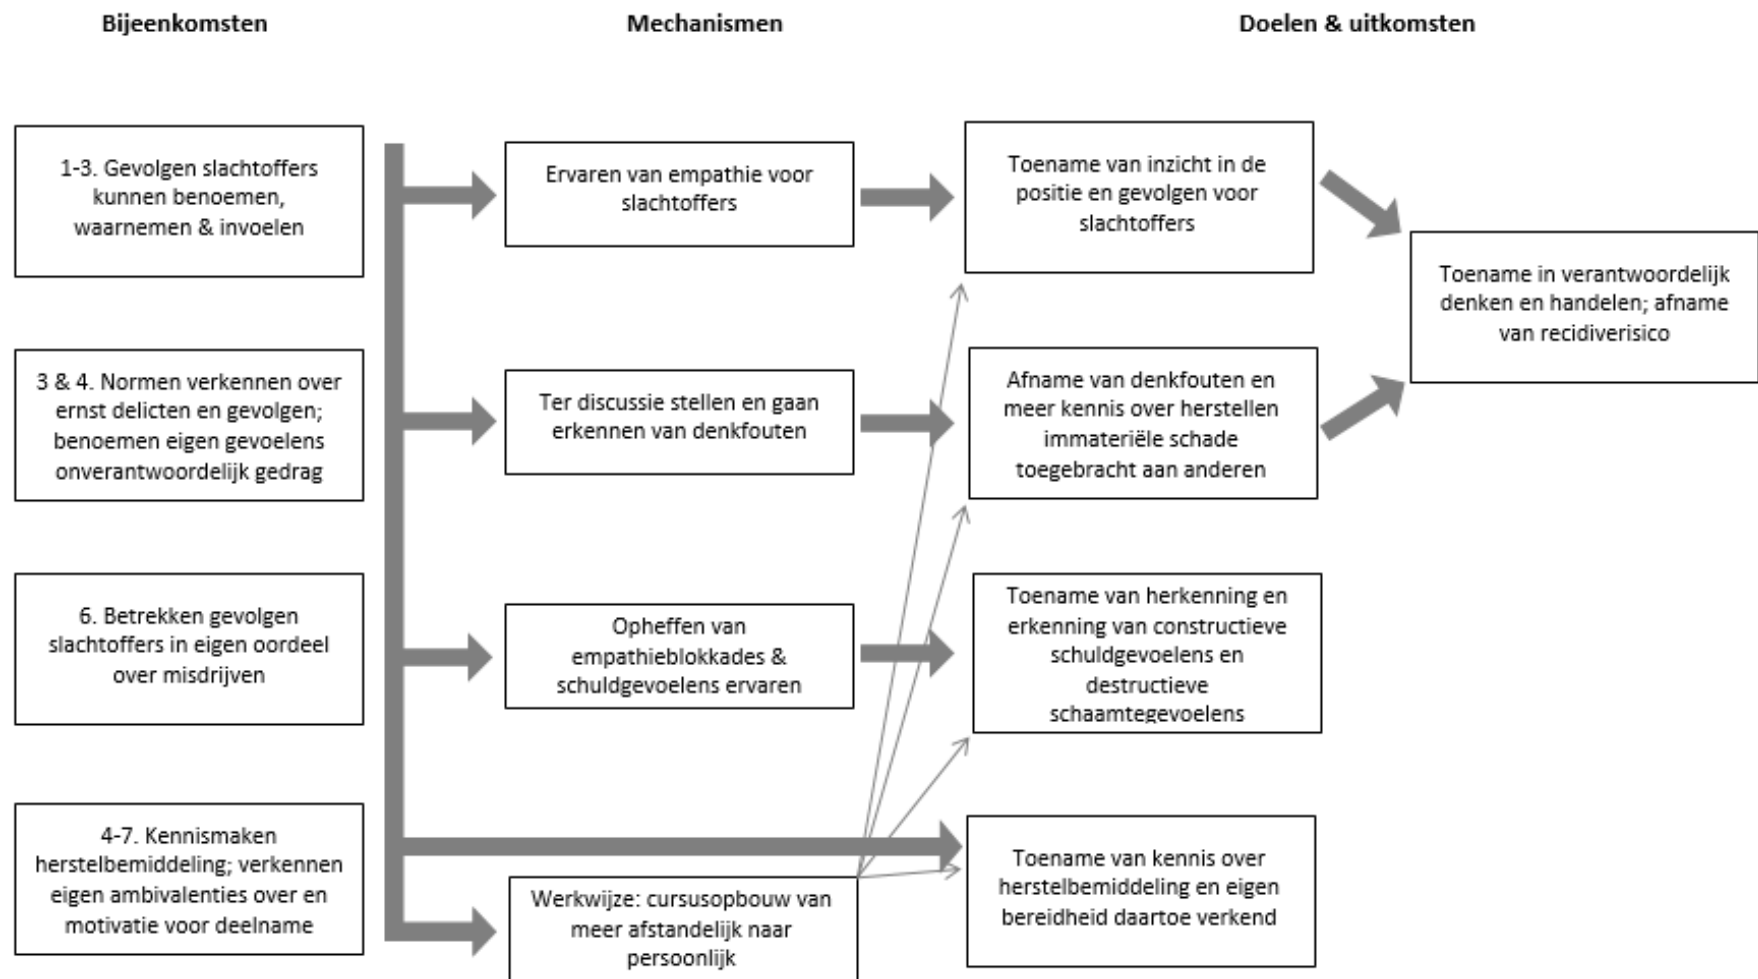 Bijeenkomsten
Mechanismen
Doelen & uitkomsten
1-3. Gevolgen slachtoffers
kunnen benoemen,
waarnemen & invoelen
Ervaren van empathie voor
slachtoffers
Toename van inzicht in de
positie en gevolgen voor
slachtoffers
Toename in verantwoordelijk
denken en handelen; afname
van recidiverisico
3 & 4. Normen verkennen over
ernst delicten en gevolgen;
benoemen eigen gevoelens
onverantwoordelijk gedrag
Ter discussie stellen en gaan
erkennen van denkfouten
Afname van denkfouten en
meer kennis over herstellen
immateriële schade
toegebracht aan anderen
6. Betrekken gevolgen
slachtoffers in eigen oordeel
over misdrijven
Opheffen van
empathieblokkades &
schuldgevoelens ervaren
Toename van herkenning en
erkenning van constructieve
schuldgevoelens en
destructieve
schaamtegevoelens
4-7. Kennismaken
herstelbemiddeling; verkennen
eigen ambivalenties over en
motivatie voor deelname
Werkwijze: cursusopbouw van
meer afstandelijk naar
persoonlijk
Toename van kennis over
herstelbemiddeling en eigen
bereidheid daartoe verkend